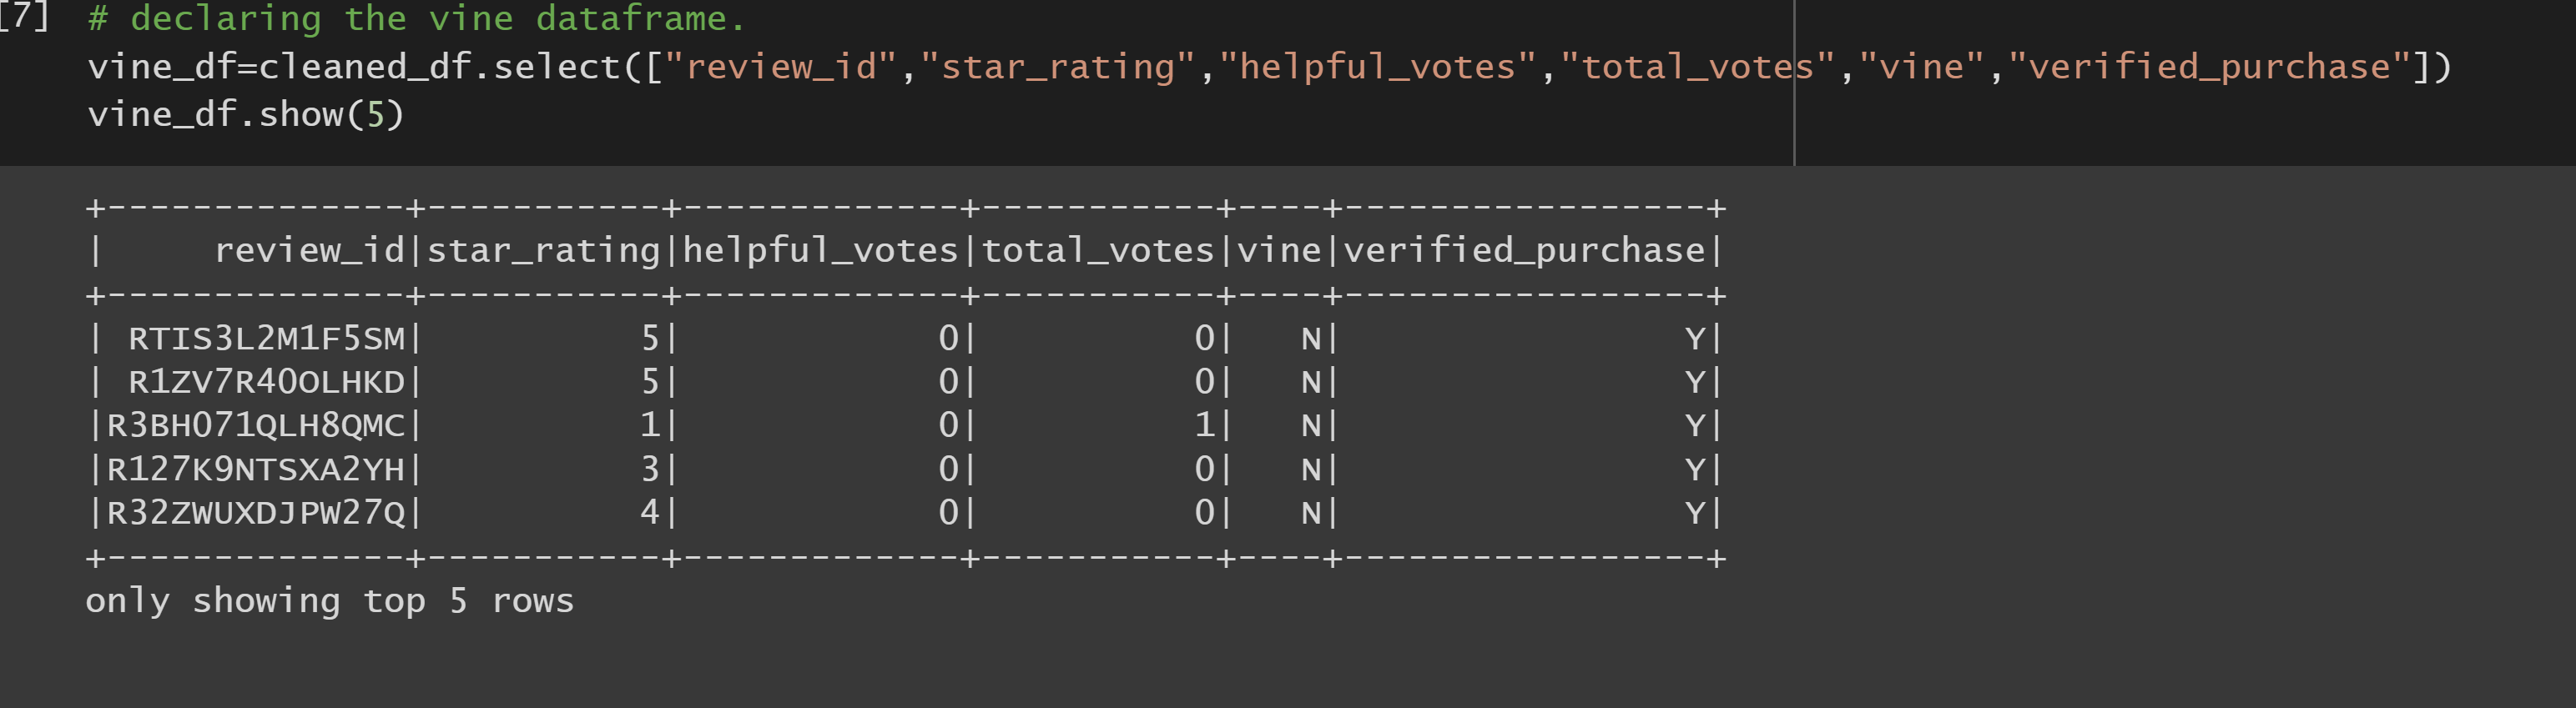 [7] # declaring the vine dataframe.
vine_df=cleaned_df.select(["review_id","star_rating","helpful_votes","total_votes","vine","verified_purchase"])
vine_df.show(5)
+--------------+-----------+-------------+-----------+----+-----------------+
|     review_id|star_rating|helpful_votes|total_votes|vine|verified_purchase|
+--------------+-----------+-------------+-----------+----+-----------------+
| RTIS3L2M1F5SM|          5|            0|          0|   N|                Y|
| R1ZV7R40OLHKD|          5|            0|          0|   N|                Y|
|R3BH071QLH8QMC|          1|            0|          1|   N|                Y|
|R127K9NTSXA2YH|          3|            0|          0|   N|                Y|
|R32ZWUXDJPW27Q|          4|            0|          0|   N|                Y|
+--------------+-----------+-------------+-----------+----+-----------------+
only showing top 5 rows